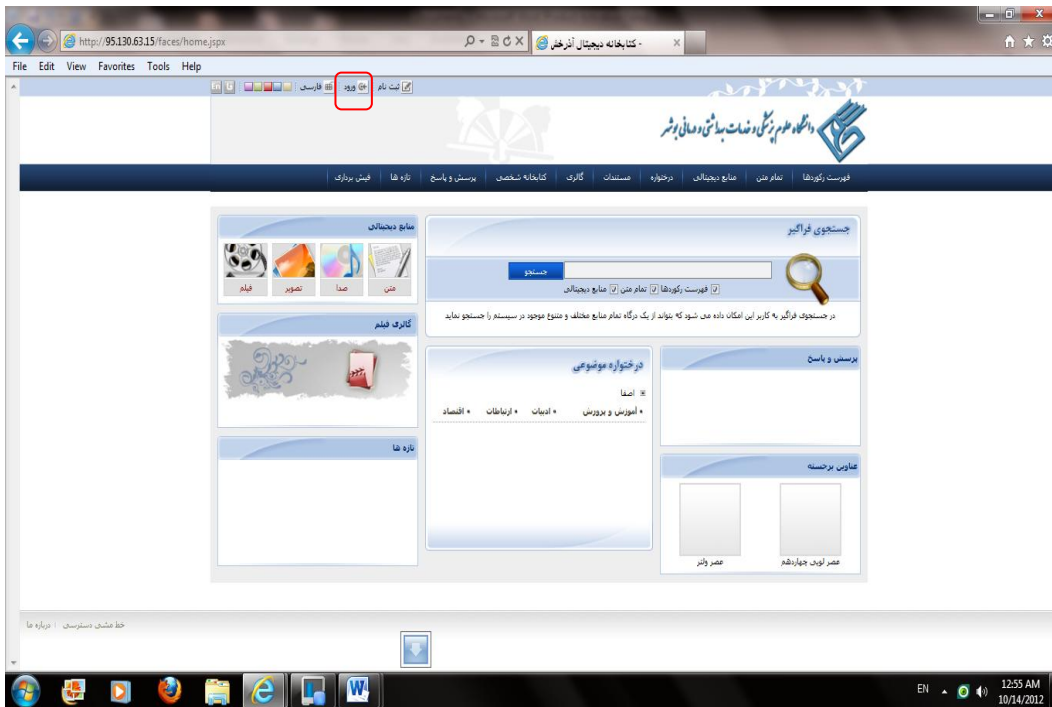 http://95.130.63.15/faces/home.jspx
کتابخانه دیجیتال آذرخش -
File Edit View Favorites Tools Help
ثبت نام ورود فارسی
دانشگاه علوم پزشکی و خدمات بهداشتی و درمانی بوشهر
فهرست رکوردها تمام متن منابع دیجیتالی درختواره مستندات گالری کتابخانه شخصی پرسش و پاسخ تازه ها فیش برداری
جستجوی فراگیر
جستجو
فهرست رکوردها تمام متن منابع دیجیتالی
در جستجوی فراگیر به کاربر این امکان داده می شود که بتواند از یک درگاه تمام منابع مختلف و متنوع موجود در سیستم را جستجو نماید
منابع دیجیتالی
متن صدا تصویر فیلم
گالری فیلم
پرسش و پاسخ
درختواره موضوعی
اصفا
آموزش و پرورش ادبیات ارتباطات اقتصاد
تازه ها
عناوین برجسته
عصر لویی چهاردهم عصر ولتر
خط مشی دسترسی | درباره ما
EN
12:55 AM
10/14/2012